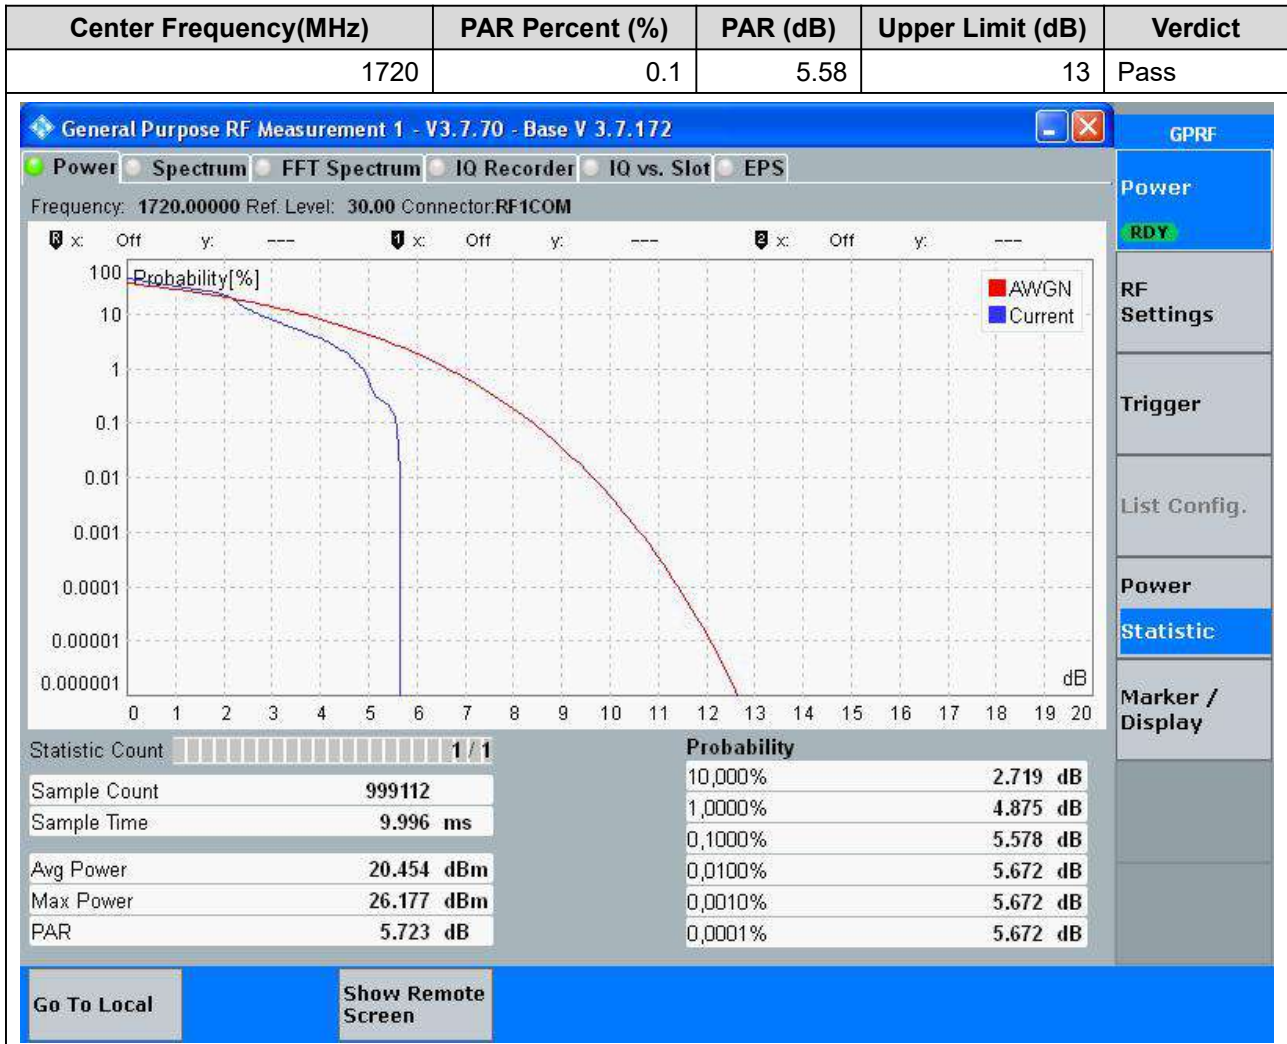 Center Frequency(MHz) PAR Percent (%) PAR (dB) Upper Limit (dB) Verdict
1720 0.1 5.58 13 Pass
General Purpose RF Measurement 1 - V3.7.70 - Base V 3.7.172
GPRF
Power Spectrum FFT Spectrum IQ Recorder IQ vs. Slot EPS
Power
RDY
Frequency: 1720.00000 Ref. Level: 30.00 Connector:RF1COM
R x: Off y: --- 1 x: Off y: --- 2 x: Off y: ---
Probability[%]
AWGN
Current
100
10
1
0.1
0.01
0.001
0.0001
0.00001
0.000001
dB
0 1 2 3 4 5 6 7 8 9 10 11 12 13 14 15 16 17 18 19 20
RF
Settings
Trigger
List Config.
Power
Statistic
Marker /
Display
Statistic Count 1 / 1
Sample Count 999112
Sample Time 9.996 ms
Avg Power 20.454 dBm
Max Power 26.177 dBm
PAR 5.723 dB
Probability
10,000% 2.719 dB
1,0000% 4.875 dB
0,1000% 5.578 dB
0,0100% 5.672 dB
0,0010% 5.672 dB
0,0001% 5.672 dB
Go To Local
Show Remote
Screen